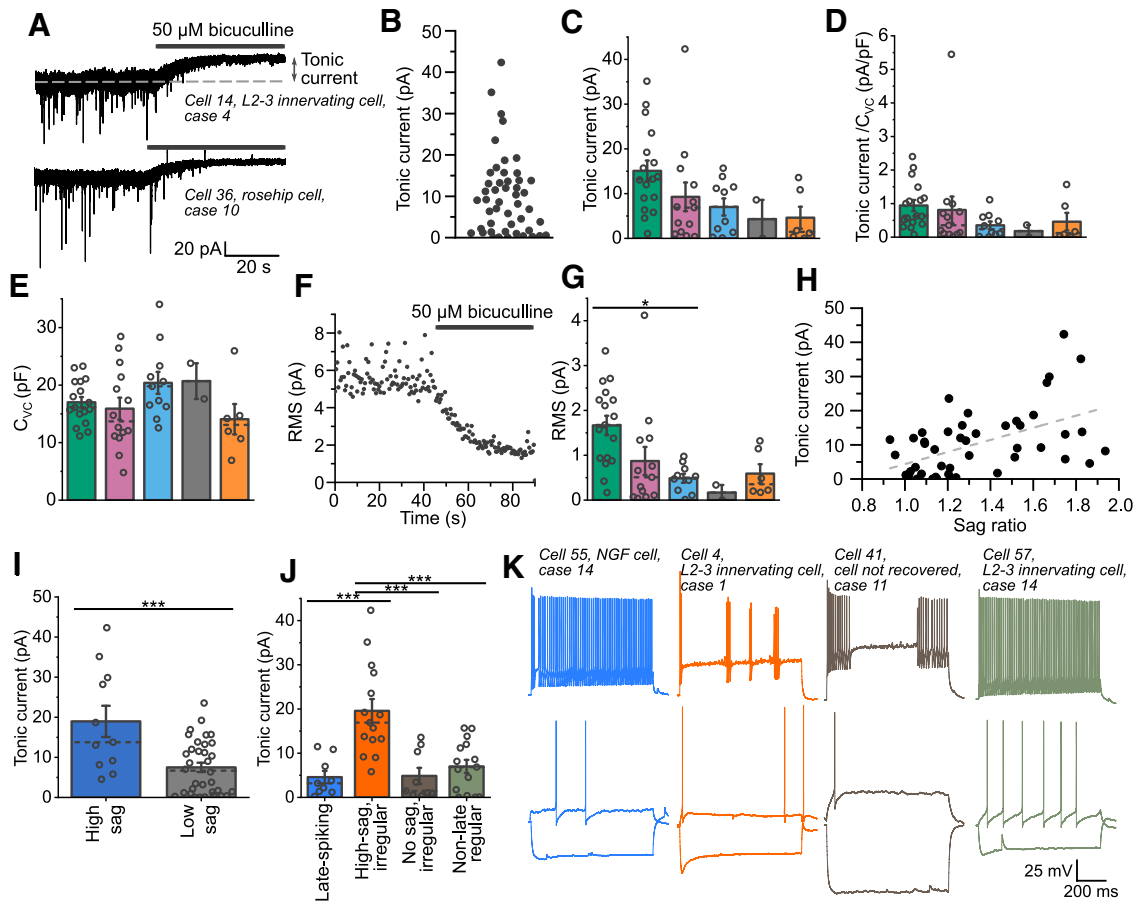 A
50 µM bicuculline
Tonic
current
Cell 14, L2-3 innervating cell,
case 4
Cell 36, rosehip cell,
case 10
20 pA
20 s
B
Tonic current (pA)
50
40
30
20
10
0
C
Tonic current (pA)
40
30
20
10
0
D
Tonic current /C_VC (pA/pF)
6
5
4
3
2
1
0
E
C_VC (pF)
30
20
10
0
F
50 µM bicuculline
RMS (pA)
8
6
4
2
0
0 20 40 60 80
Time (s)
G
*
RMS (pA)
4
3
2
1
0
H
Tonic current (pA)
50
40
30
20
10
0
0.8 1.0 1.2 1.4 1.6 1.8 2.0
Sag ratio
I
***
Tonic current (pA)
50
40
30
20
10
0
High
sag
Low
sag
J
***
***
***
Tonic current (pA)
50
40
30
20
10
0
Late-spiking
High-sag,
irregular
No sag,
irregular
Non-late
regular
K
Cell 55, NGF cell,
case 14
Cell 4,
L2-3 innervating cell,
case 1
Cell 41,
cell not recovered,
case 11
Cell 57,
L2-3 innervating cell,
case 14
25 mV
200 ms